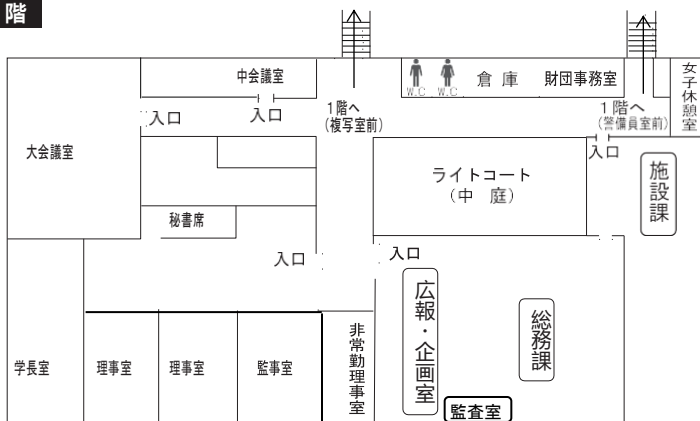 階
中会議室
W.C
W.C
倉 庫
財団事務室
女子休憩室
入口
入口
1階へ
(複写室前)
1階へ
(警備員室前)
大会議室
入口
ライトコート
(中 庭)
施設課
秘書席
入口
入口
広報・企画室
総務課
非常勤理事室
学長室
理事室
理事室
監事室
監査室